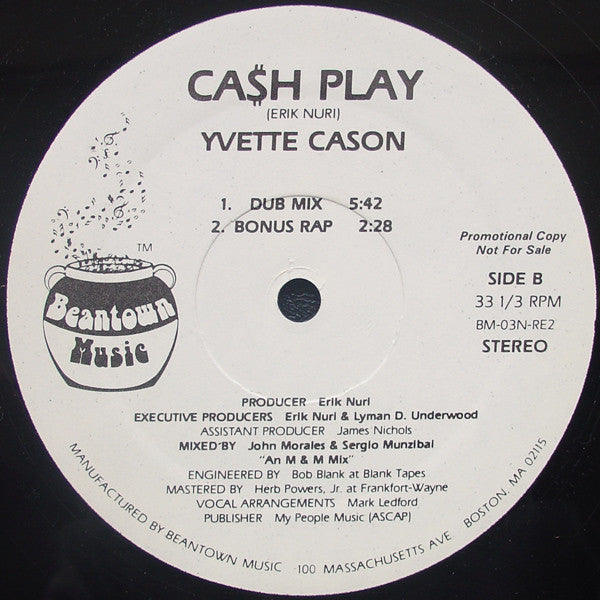 CA$H PLAY
(ERIK NURI)
YVETTE CASON
1. DUB MIX 5:42
2. BONUS RAP 2:28
TM
Beantown
Music
Promotional Copy
Not For Sale
SIDE B
33 1/3 RPM
BM-03N-RE2
STEREO
PRODUCER Erik Nuri
EXECUTIVE PRODUCERS Erik Nuri & Lyman D. Underwood
ASSISTANT PRODUCER James Nichols
MIXED BY John Morales & Sergio Munzibai
"An M & M Mix"
ENGINEERED BY Bob Blank at Blank Tapes
MASTERED BY Herb Powers, Jr. at Frankfort-Wayne
VOCAL ARRANGEMENTS Mark Ledford
PUBLISHER My People Music (ASCAP)
MANUFACTURED BY BEANTOWN MUSIC 100 MASSACHUSETTS AVE BOSTON, MA 02115